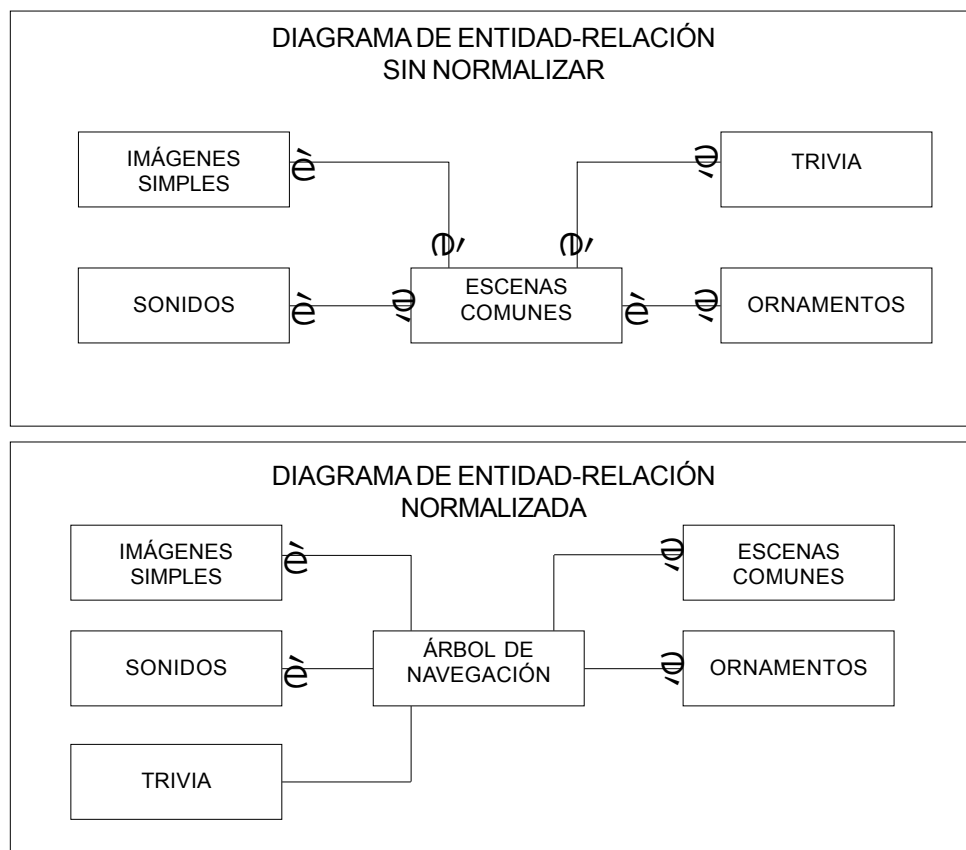 DIAGRAMA DE ENTIDAD-RELACIÓN
SIN NORMALIZAR
IMÁGENES
SIMPLES
è
é
TRIVIA
é
é
SONIDOS
è
é
ESCENAS
COMUNES
è
é
ORNAMENTOS
DIAGRAMA DE ENTIDAD-RELACIÓN
NORMALIZADA
IMÁGENES
SIMPLES
è
é
ESCENAS
COMUNES
SONIDOS
è
ÁRBOL DE
NAVEGACIÓN
é
ORNAMENTOS
TRIVIA